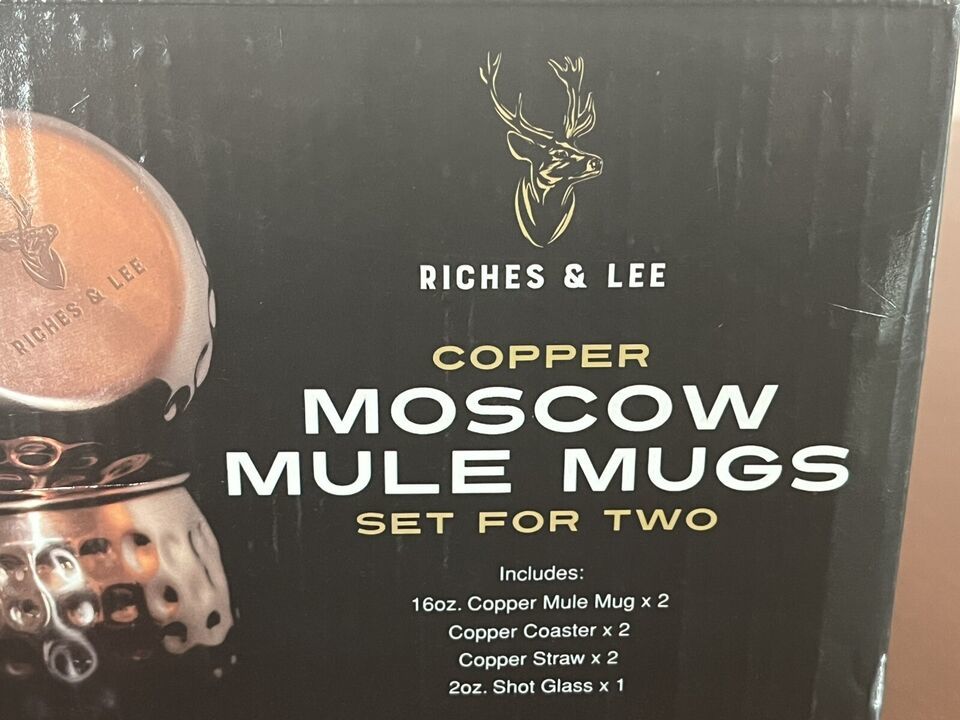 RICHES & LEE
RICHES & LEE
COPPER
MOSCOW
MULE MUGS
SET FOR TWO
Includes:
16oz. Copper Mule Mug x 2
Copper Coaster x 2
Copper Straw x 2
2oz. Shot Glass x 1